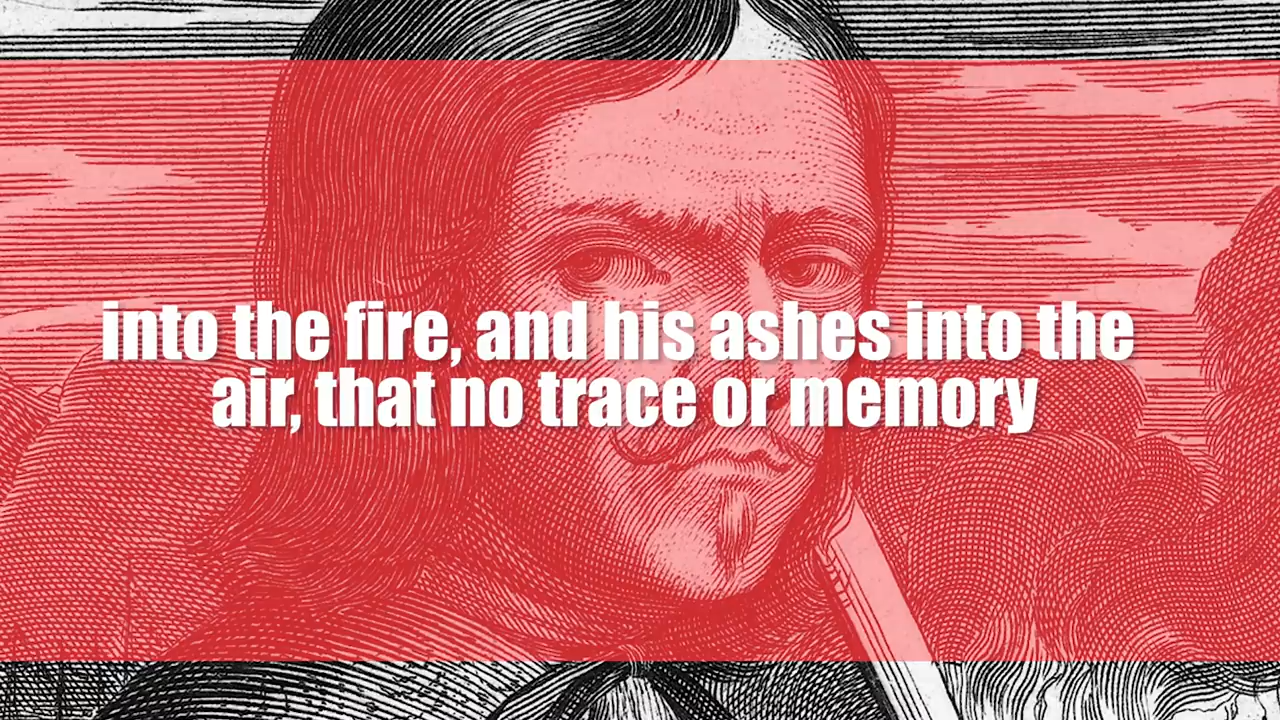 into the fire, and his ashes into the
air, that no trace or memory